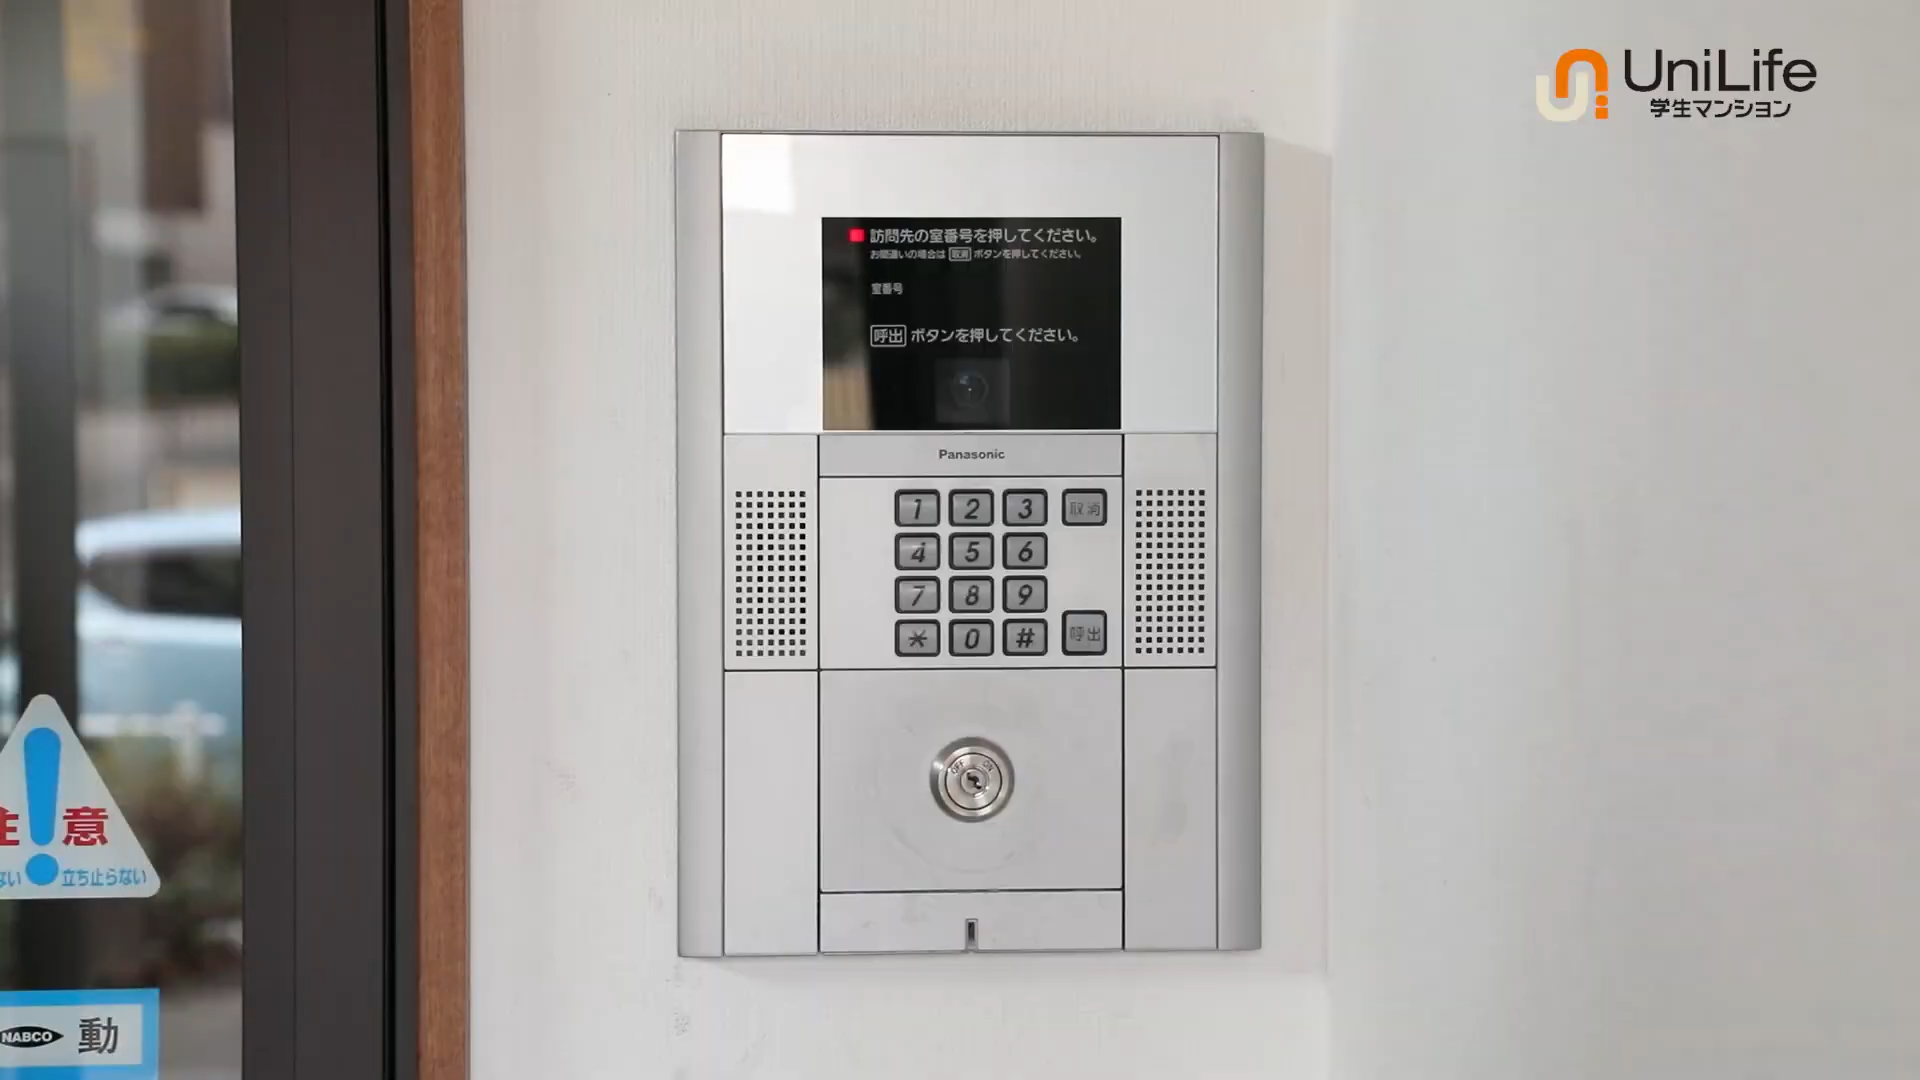 UniLife
学生マンション
訪問先の室番号を押してください。
お間違いの場合は 取消 ボタンを押してください。
室番号
呼出 ボタンを押してください。
Panasonic
1 2 3 取消
4 5 6
7 8 9
* 0 # 呼出
OFF ON
注意
ない 立ち止らない
NABCO 動